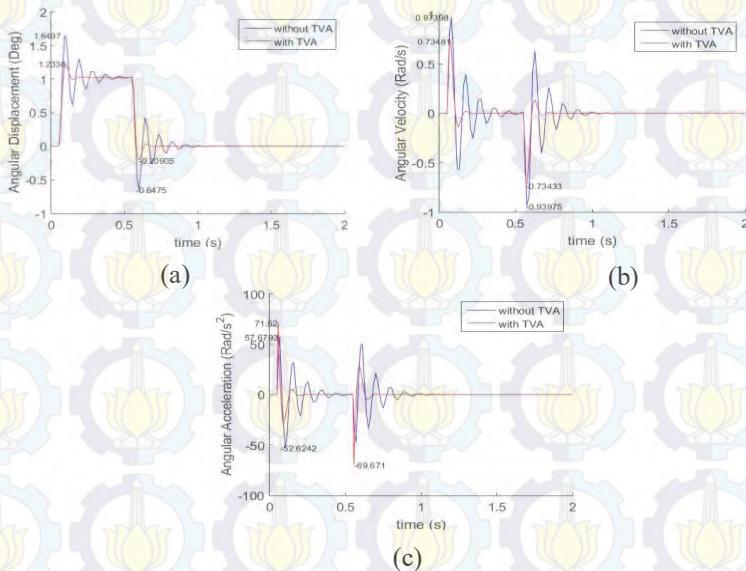 2
1.6497
1.5
without TVA
with TVA
1
0.5
0
-0.20905
-0.5
-0.6475
-1
Angular Displacement (Deg)
0 0.5 1 1.5 2
time (s)
(a)
1
0.97398
0.73481
without TVA
with TVA
0.5
0
-0.5
-0.73433
-0.93975
-1
Angular Velocity (Rad/s)
0 0.5 1 1.5 2
time (s)
(b)
100
71.52
57.6793
without TVA
with TVA
50
0
-50
-52.6242
-69.671
-100
Angular Acceleration (Rad/s²)
0 0.5 1 1.5 2
time (s)
(c)